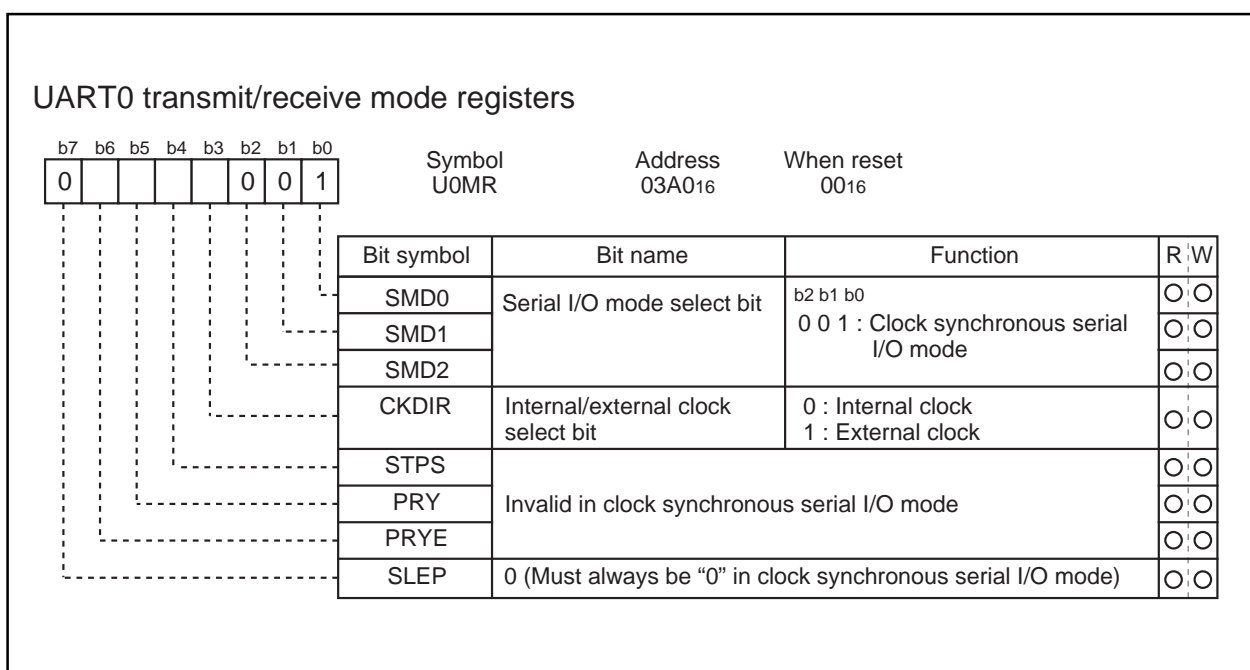 UART0 transmit/receive mode registers
b7 b6 b5 b4 b3 b2 b1 b0
0 0 0 1
Symbol Address When reset
U0MR 03A016 0016
Bit symbol Bit name Function R W
SMD0 Serial I/O mode select bit b2 b1 b0
SMD1 0 0 1 : Clock synchronous serial
I/O mode
SMD2
CKDIR Internal/external clock 0 : Internal clock
select bit 1 : External clock
STPS
PRY Invalid in clock synchronous serial I/O mode
PRYE
SLEP 0 (Must always be “0” in clock synchronous serial I/O mode)